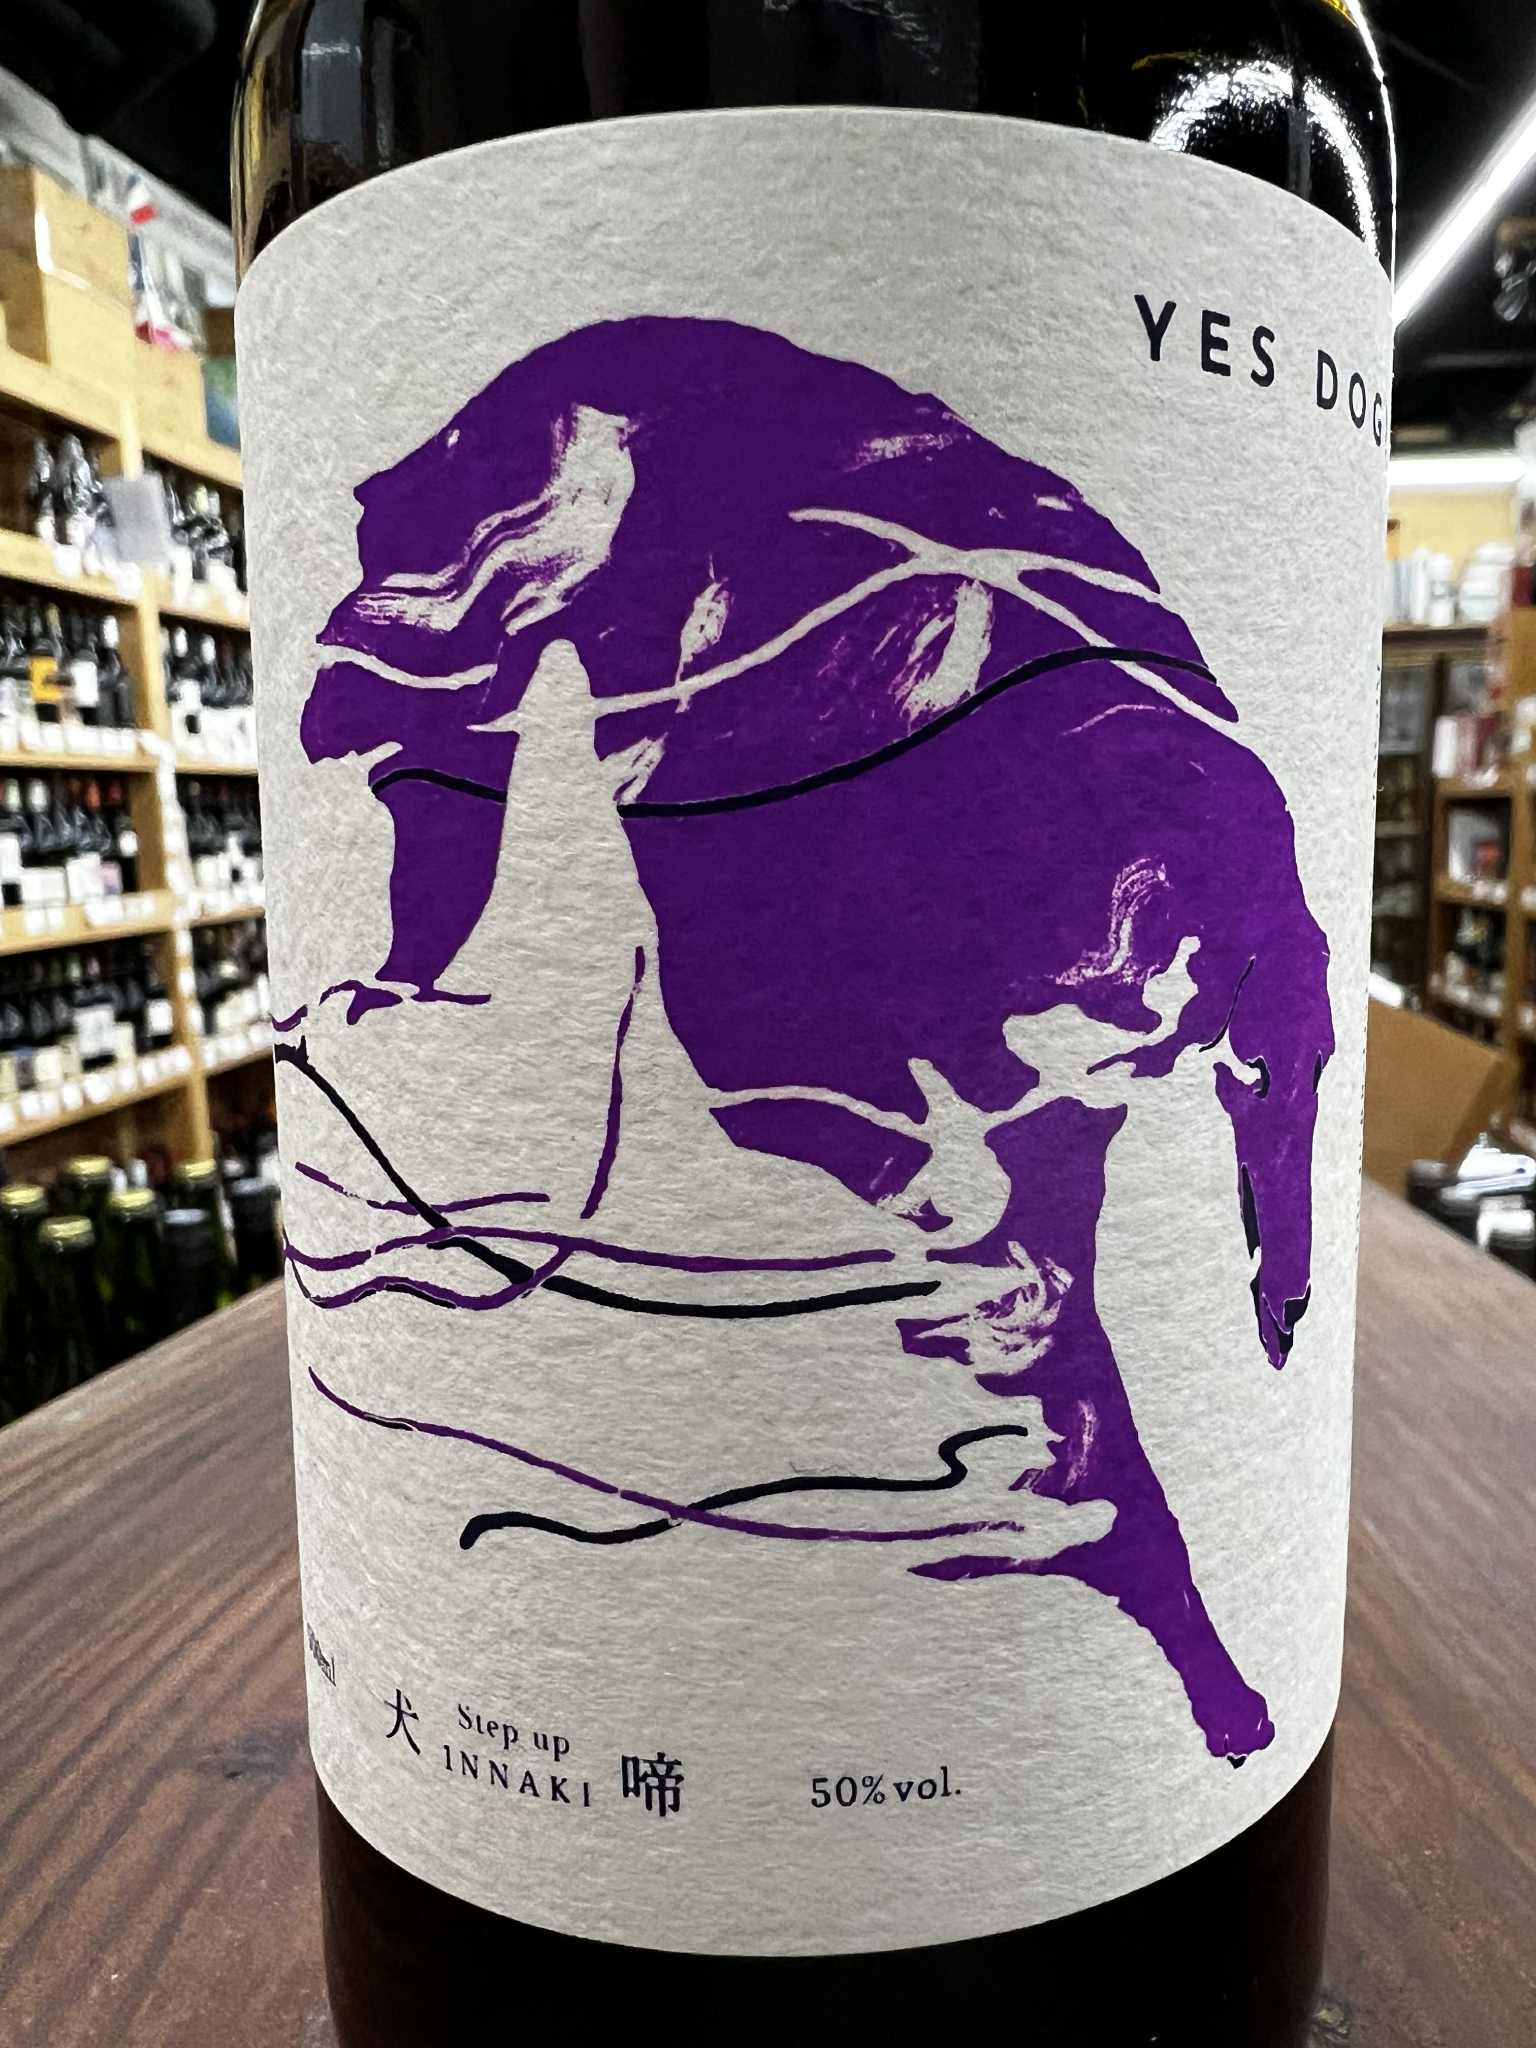 YES DOG
犬 Step up
INNAKI 啼
50% vol.